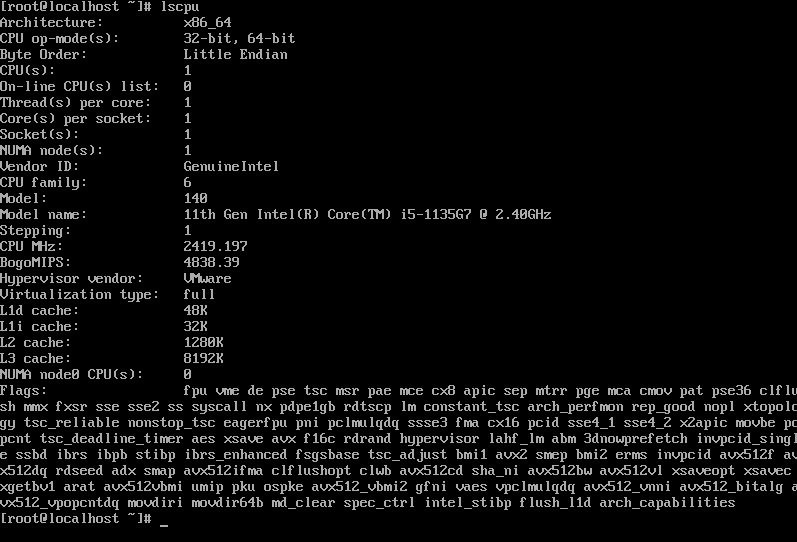 [root@localhost ~]# lscpu
Architecture:          x86_64
CPU op-mode(s):        32-bit, 64-bit
Byte Order:            Little Endian
CPU(s):                1
On-line CPU(s) list:   0
Thread(s) per core:    1
Core(s) per socket:    1
Socket(s):             1
NUMA node(s):          1
Vendor ID:             GenuineIntel
CPU family:            6
Model:                 140
Model name:            11th Gen Intel(R) Core(TM) i5-1135G7 @ 2.40GHz
Stepping:              1
CPU MHz:               2419.197
BogoMIPS:              4838.39
Hypervisor vendor:     VMware
Virtualization type:   full
L1d cache:             48K
L1i cache:             32K
L2 cache:              1280K
L3 cache:              8192K
NUMA node0 CPU(s):     0
Flags:                 fpu vme de pse tsc msr pae mce cx8 apic sep mtrr pge mca cmov pat pse36 clflu
sh mmx fxsr sse sse2 ss syscall nx pdpe1gb rdtscp lm constant_tsc arch_perfmon rep_good nopl xtopolo
gy tsc_reliable nonstop_tsc eagerfpu pni pclmulqdq ssse3 fma cx16 pcid sse4_1 sse4_2 x2apic movbe po
pcnt tsc_deadline_timer aes xsave avx f16c rdrand hypervisor lahf_lm abm 3dnowprefetch invpcid_singl
e ssbd ibrs ibpb stibp ibrs_enhanced fsgsbase tsc_adjust bmi1 avx2 smep bmi2 erms invpcid avx512f av
x512dq rdseed adx smap avx512ifma clflushopt clwb avx512cd sha_ni avx512bw avx512vl xsaveopt xsavec 
xgetbv1 arat avx512vbmi umip pku ospke avx512_vbmi2 gfni vaes vpclmulqdq avx512_vnni avx512_bitalg a
vx512_vpopcntdq movdiri movdir64b md_clear spec_ctrl intel_stibp flush_l1d arch_capabilities
[root@localhost ~]# _